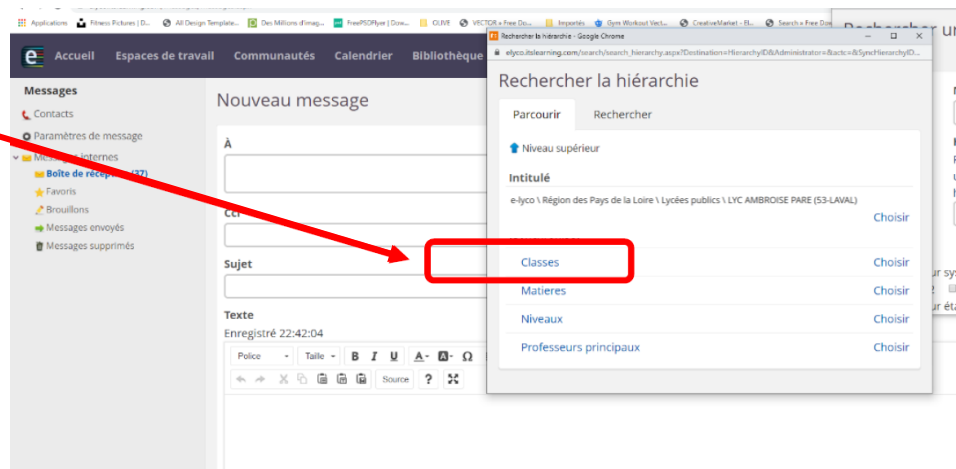 Applications Fitness Pictures | D... All Design Template... Des Millions d'imag... FreePSDFlyer | Dow... CLIVE VECTOR » Free Do... Importés Gym Workout Vect... CreativeMarket - El... Search » Free Dow
Rechercher la hiérarchie - Google Chrome
elyco.itslearning.com/search/search_hierarchy.aspx?Destination=HierarchyID&Administrator=&actc=&SyncHierarchyID...
Accueil Espaces de travail Communautés Calendrier Bibliothèque
Messages
Contacts
Paramètres de message
Messages internes
Boîte de réception (37)
Favoris
Brouillons
Messages envoyés
Messages supprimés
Nouveau message
À
Cci
Sujet
Texte
Enregistré 22:42:04
Police Taille B I U A Ω
Source ?
Rechercher la hiérarchie
Parcourir Rechercher
Niveau supérieur
Intitulé
e-lyco \ Région des Pays de la Loire \ Lycées publics \ LYC AMBROISE PARE (53-LAVAL)
Choisir
Classes Choisir
Matieres Choisir
Niveaux Choisir
Professeurs principaux Choisir